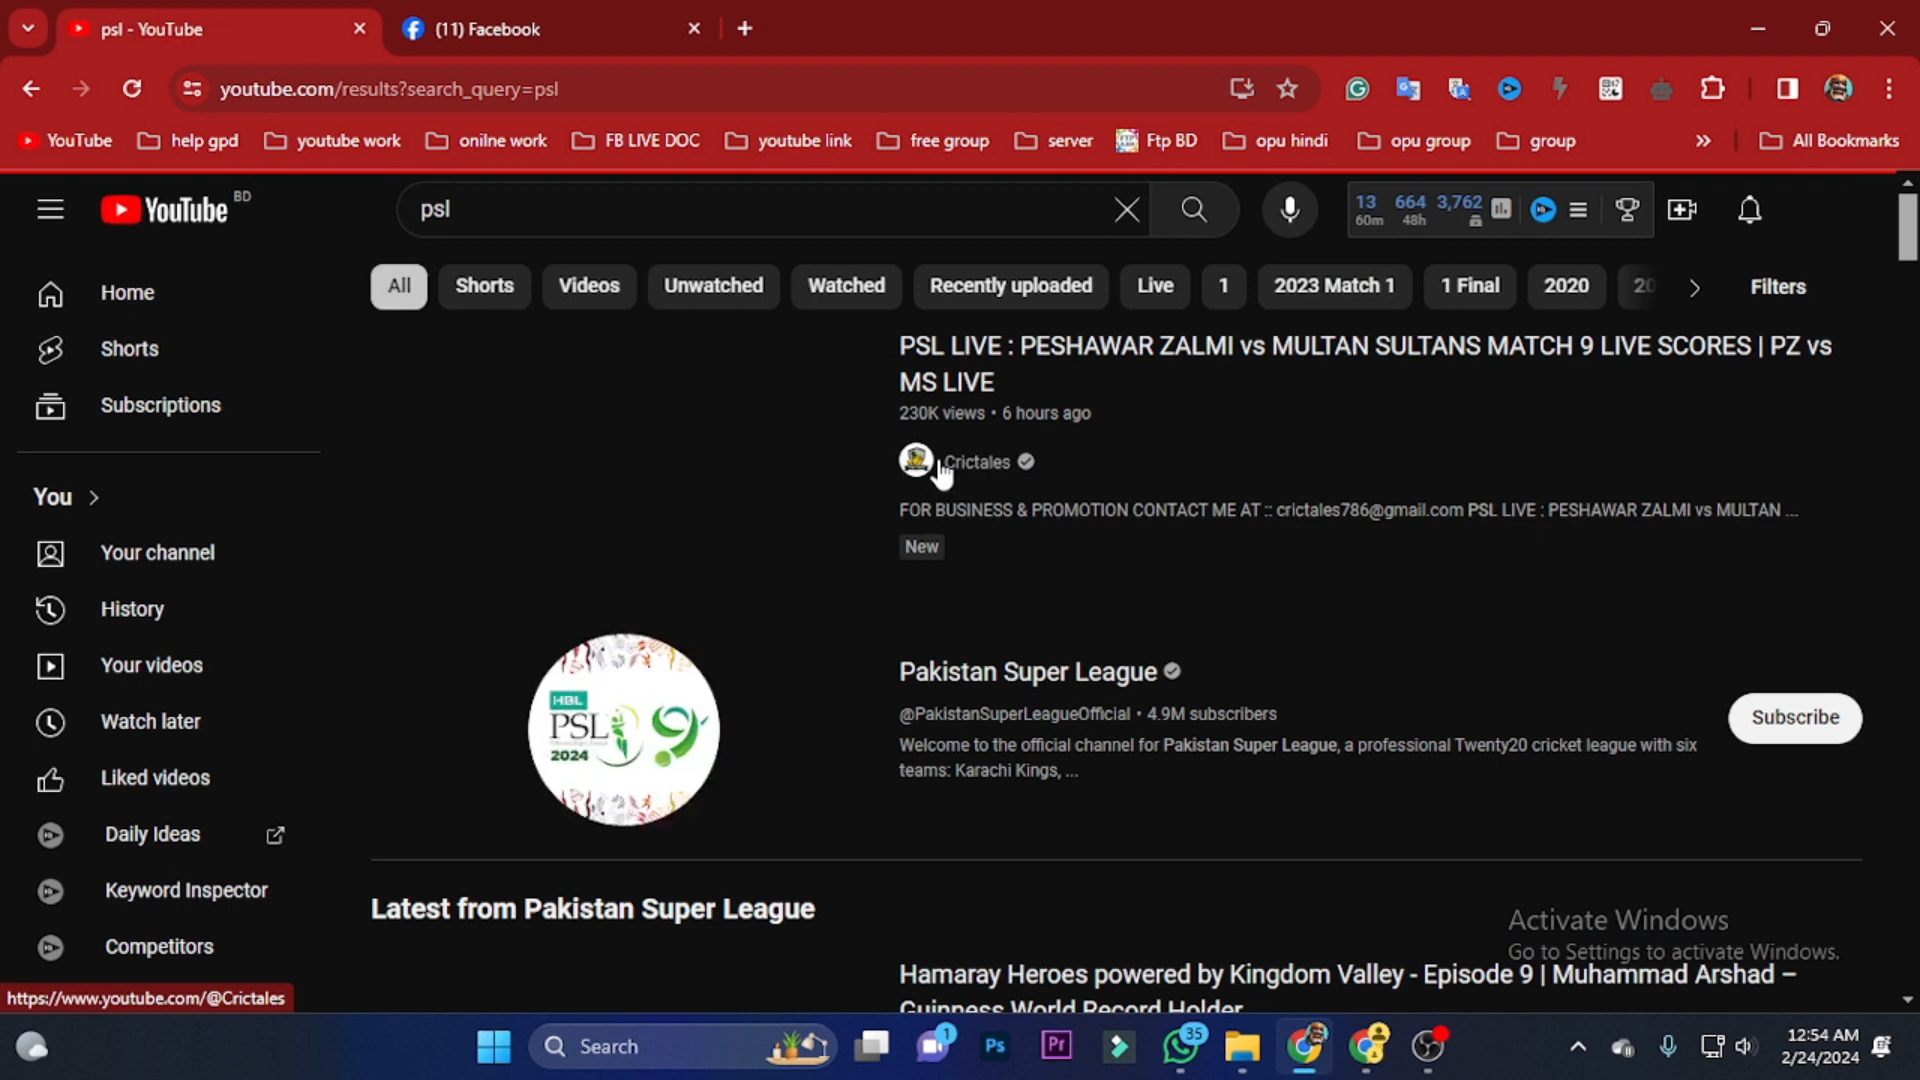 psl - YouTube
(11) Facebook
youtube.com/results?search_query=psl
YouTube
help gpd
youtube work
onilne work
FB LIVE DOC
youtube link
free group
server
Ftp BD
opu hindi
opu group
group
»
All Bookmarks
YouTube BD
psl
13 664 3,762
60m 48h
Home
Shorts
Subscriptions
You
Your channel
History
Your videos
Watch later
Liked videos
Daily Ideas
Keyword Inspector
Competitors
All
Shorts
Videos
Unwatched
Watched
Recently uploaded
Live
1
2023 Match 1
1 Final
2020
20
Filters
PSL LIVE : PESHAWAR ZALMI vs MULTAN SULTANS MATCH 9 LIVE SCORES | PZ vs
MS LIVE
230K views • 6 hours ago
Crictales
FOR BUSINESS & PROMOTION CONTACT ME AT :: crictales786@gmail.com PSL LIVE : PESHAWAR ZALMI vs MULTAN ...
New
HBL
PSL 9
2024
Pakistan Super League
@PakistanSuperLeagueOfficial • 4.9M subscribers
Welcome to the official channel for Pakistan Super League, a professional Twenty20 cricket league with six
teams: Karachi Kings, ...
Subscribe
Latest from Pakistan Super League
Activate Windows
Go to Settings to activate Windows.
Hamaray Heroes powered by Kingdom Valley - Episode 9 | Muhammad Arshad –
Guinness World Record Holder
https://www.youtube.com/@Crictales
Search
1
Ps
Pr
35
12:54 AM
2/24/2024